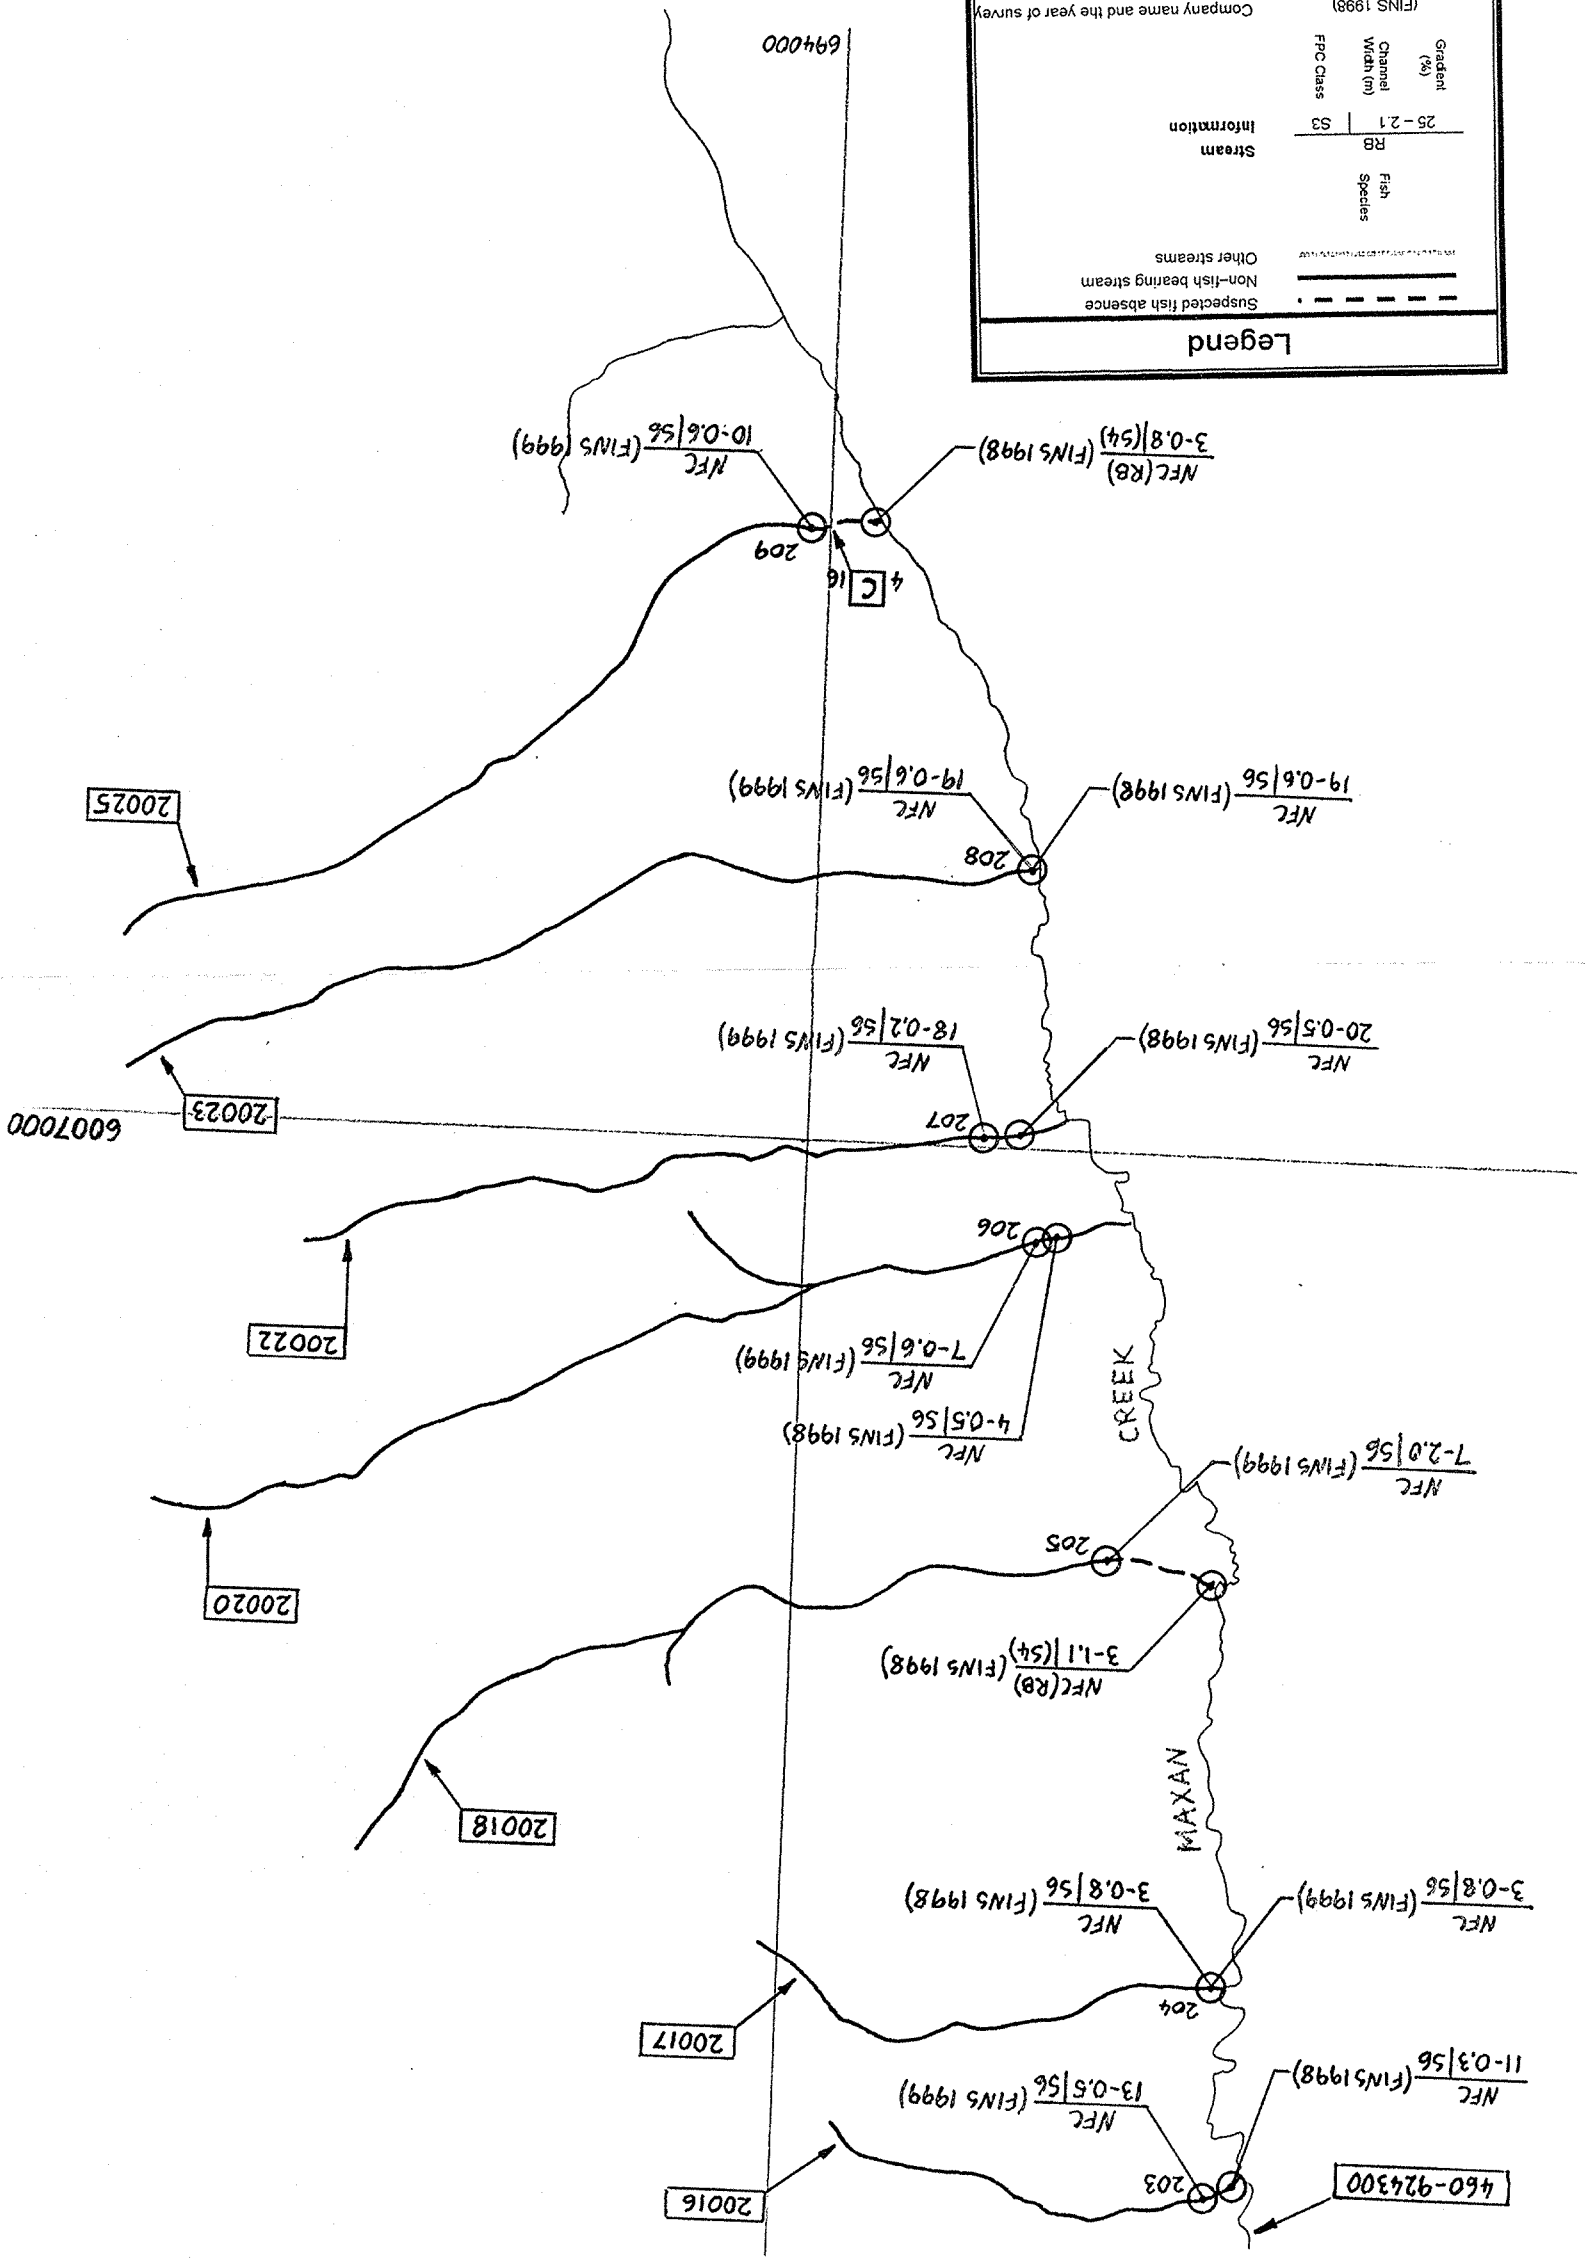 460-924300
20016
203
NFC
11-0.3|S6 (FINS 1998)
NFC
13-0.5|S6 (FINS 1999)
20017
204
NFC
3-0.8|S6 (FINS 1999)
NFC
3-0.8|S6 (FINS 1998)
MAXAN
20018
NFC(RB)
3-1.1|(S4) (FINS 1998)
20020
205
NFC
7-2.0|S6 (FINS 1999)
CREEK
NFC
4-0.5|S6 (FINS 1998)
NFC
7-0.6|S6 (FINS 1999)
20022
206
207
6007000
20023
NFC
20-0.5|S6 (FINS 1998)
NFC
18-0.2|S6 (FINS 1999)
20025
208
NFC
19-0.6|S6 (FINS 1998)
NFC
19-0.6|S6 (FINS 1999)
4 C 16
209
NFC(RB)
3-0.8|(S4) (FINS 1998)
NFC
10-0.6|S6 (FINS 1999)
Legend
Suspected fish absence
Non-fish bearing stream
Other streams
Fish
Species
RB
25 - 2.1 | S3
Stream
Information
Gradient
(%)
Channel
Width (m)
FPC Class
(FINS 1998)
Company name and the year of survey
694000